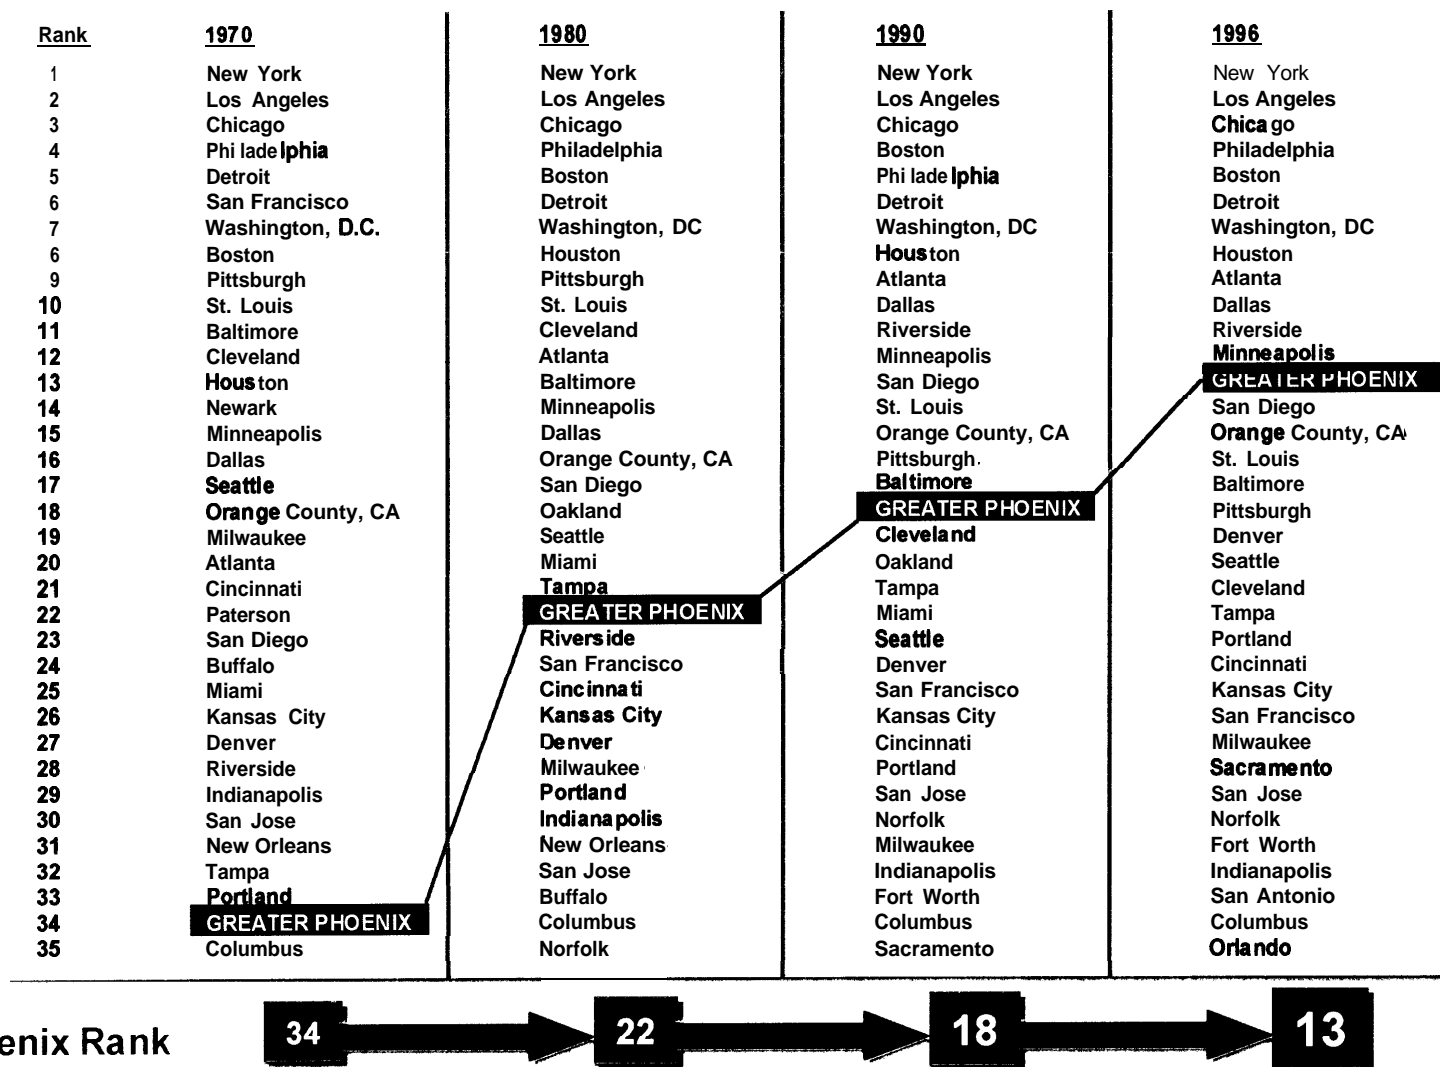 Rank 1970 1980 1990 1996
1 New York New York New York New York
2 Los Angeles Los Angeles Los Angeles Los Angeles
3 Chicago Chicago Chicago Chicago
4 Philadelphia Philadelphia Boston Philadelphia
5 Detroit Boston Philadelphia Boston
6 San Francisco Detroit Detroit Detroit
7 Washington, D.C. Washington, DC Washington, DC Washington, DC
6 Boston Houston Houston Houston
9 Pittsburgh Pittsburgh Atlanta Atlanta
10 St. Louis St. Louis Dallas Dallas
11 Baltimore Cleveland Riverside Riverside
12 Cleveland Atlanta Minneapolis Minneapolis
13 Houston Baltimore San Diego GREATER PHOENIX
14 Newark Minneapolis St. Louis San Diego
15 Minneapolis Dallas Orange County, CA Orange County, CA
16 Dallas Orange County, CA Pittsburgh St. Louis
17 Seattle San Diego Baltimore Baltimore
18 Orange County, CA Oakland GREATER PHOENIX Pittsburgh
19 Milwaukee Seattle Cleveland Denver
20 Atlanta Miami Oakland Seattle
21 Cincinnati Tampa Tampa Cleveland
22 Paterson GREATER PHOENIX Miami Tampa
23 San Diego Riverside Seattle Portland
24 Buffalo San Francisco Denver Cincinnati
25 Miami Cincinnati San Francisco Kansas City
26 Kansas City Kansas City Kansas City San Francisco
27 Denver Denver Cincinnati Milwaukee
28 Riverside Milwaukee Portland Sacramento
29 Indianapolis Portland San Jose San Jose
30 San Jose Indianapolis Norfolk Norfolk
31 New Orleans New Orleans Milwaukee Fort Worth
32 Tampa San Jose Indianapolis Indianapolis
33 Portland Buffalo Fort Worth San Antonio
34 GREATER PHOENIX Columbus Columbus Columbus
35 Columbus Norfolk Sacramento Orlando
enix Rank 34 22 18 13